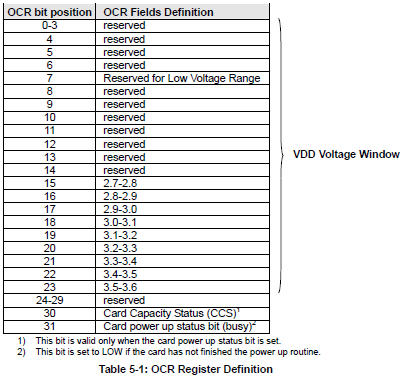 OCR bit position OCR Fields Definition
0-3 reserved
4 reserved
5 reserved
6 reserved
7 Reserved for Low Voltage Range
8 reserved
9 reserved
10 reserved
11 reserved
12 reserved
13 reserved
14 reserved
15 2.7-2.8
16 2.8-2.9
17 2.9-3.0
18 3.0-3.1
19 3.1-3.2
20 3.2-3.3
21 3.3-3.4
22 3.4-3.5
23 3.5-3.6
24-29 reserved
30 Card Capacity Status (CCS)1
31 Card power up status bit (busy)2
VDD Voltage Window
1) This bit is valid only when the card power up status bit is set.
2) This bit is set to LOW if the card has not finished the power up routine.
Table 5-1: OCR Register Definition